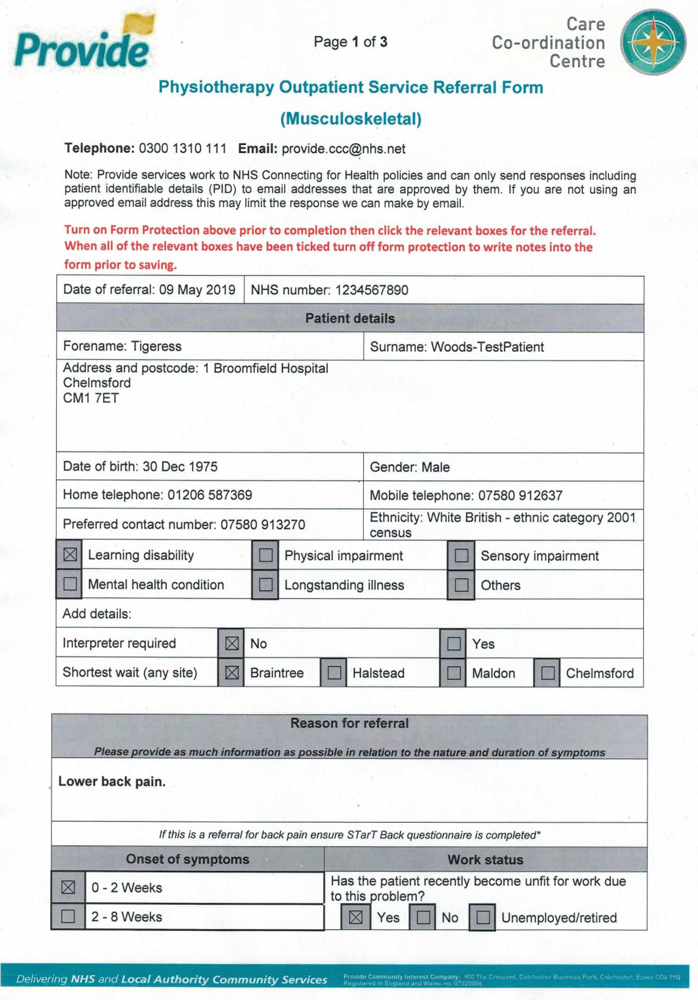 Provide
Page 1 of 3
Care
Co-ordination
Centre
Physiotherapy Outpatient Service Referral Form
(Musculoskeletal)
Telephone: 0300 1310 111 Email: provide.ccc@nhs.net
Note: Provide services work to NHS Connecting for Health policies and can only send responses including
patient identifiable details (PID) to email addresses that are approved by them. If you are not using an
approved email address this may limit the response we can make by email.
Turn on Form Protection above prior to completion then click the relevant boxes for the referral.
When all of the relevant boxes have been ticked turn off form protection to write notes into the
form prior to saving.
Date of referral: 09 May 2019 NHS number: 1234567890
Patient details
Forename: Tigeress Surname: Woods-TestPatient
Address and postcode: 1 Broomfield Hospital
Chelmsford
CM1 7ET
Date of birth: 30 Dec 1975 Gender: Male
Home telephone: 01206 587369 Mobile telephone: 07580 912637
Preferred contact number: 07580 913270 Ethnicity: White British - ethnic category 2001
census
☒ Learning disability ☐ Physical impairment ☐ Sensory impairment
☐ Mental health condition ☐ Longstanding illness ☐ Others
Add details:
Interpreter required ☒ No ☐ Yes
Shortest wait (any site) ☒ Braintree ☐ Halstead ☐ Maldon ☐ Chelmsford
Reason for referral
Please provide as much information as possible in relation to the nature and duration of symptoms
Lower back pain.
If this is a referral for back pain ensure STarT Back questionnaire is completed*
Onset of symptoms Work status
☒ 0 - 2 Weeks
☐ 2 - 8 Weeks
Has the patient recently become unfit for work due
to this problem?
☒ Yes ☐ No ☐ Unemployed/retired
Delivering NHS and Local Authority Community Services
Provide Community Interest Company: 900 The Crescent, Colchester Business Park, Colchester, Essex CO4 9YQ
Registered in England and Wales no. 07320006